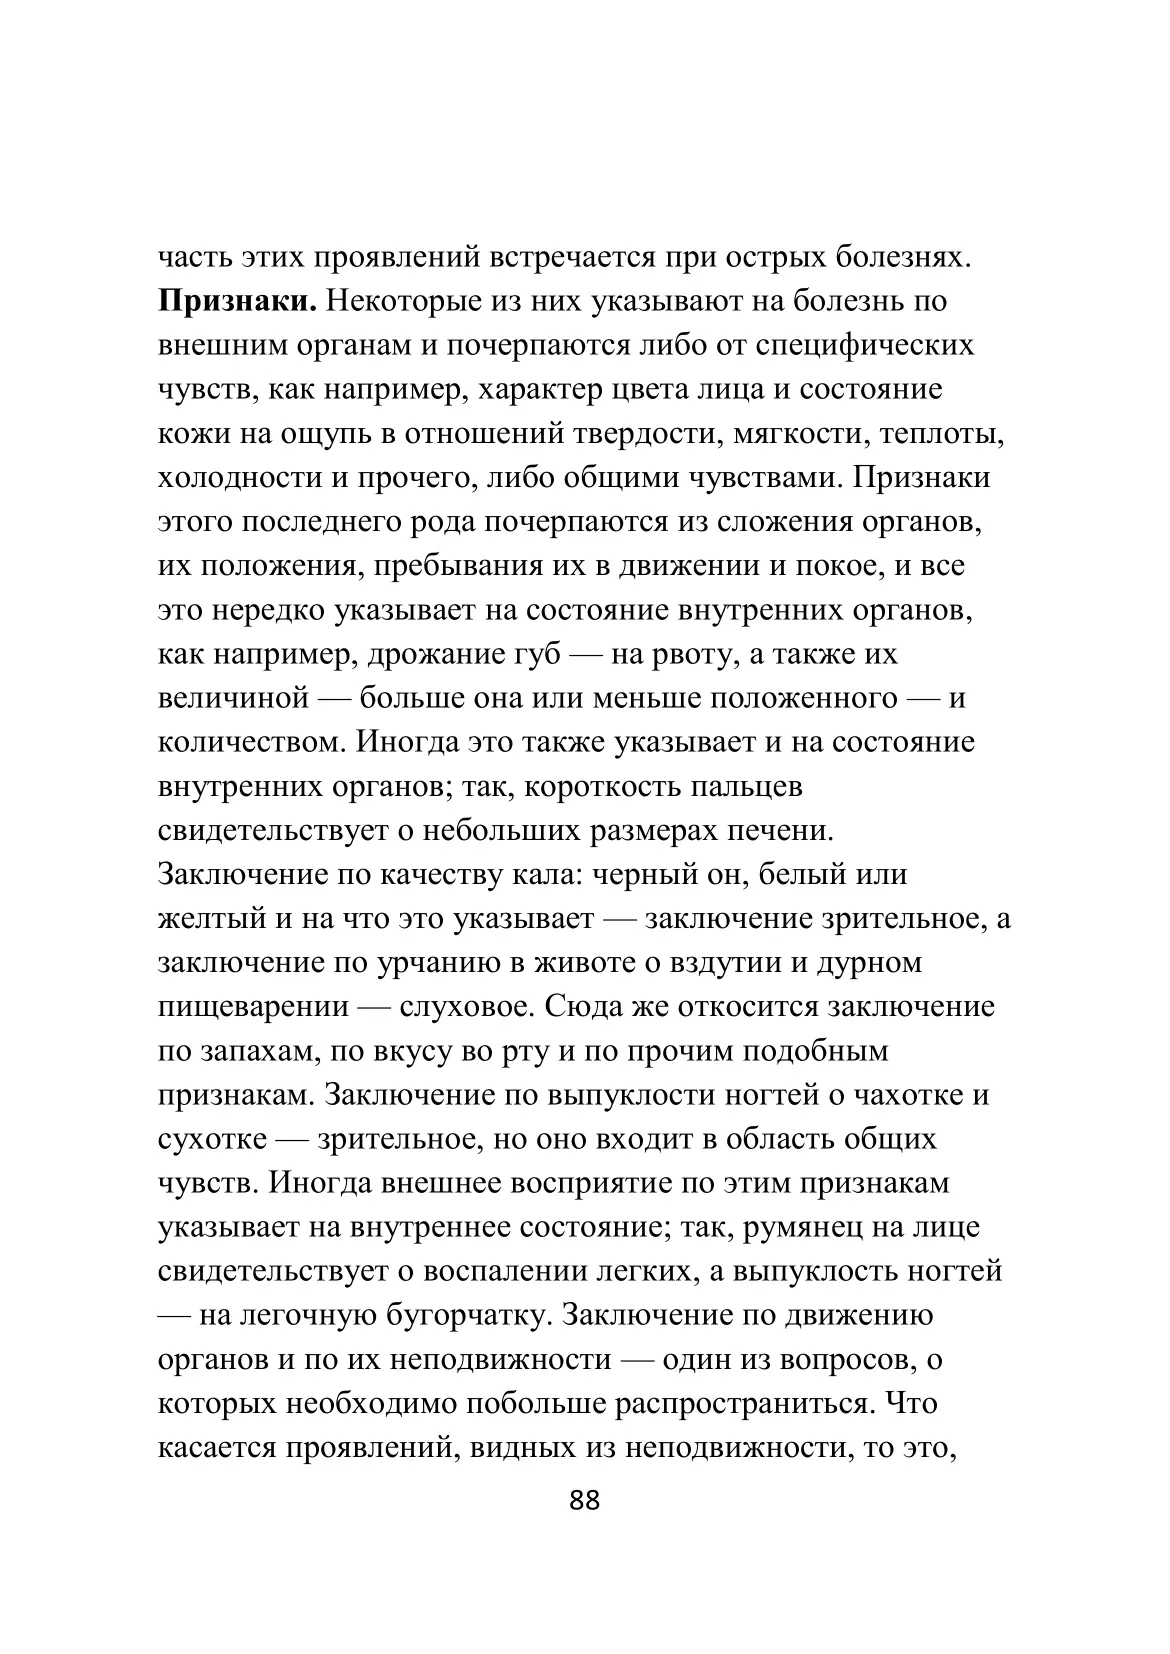 часть этих проявлений встречается при острых болезнях.
Признаки. Некоторые из них указывают на болезнь по
внешним органам и почерпаются либо от специфических
чувств, как например, характер цвета лица и состояние
кожи на ощупь в отношений твердости, мягкости, теплоты,
холодности и прочего, либо общими чувствами. Признаки
этого последнего рода почерпаются из сложения органов,
их положения, пребывания их в движении и покое, и все
это нередко указывает на состояние внутренних органов,
как например, дрожание губ — на рвоту, а также их
величиной — больше она или меньше положенного — и
количеством. Иногда это также указывает и на состояние
внутренних органов; так, короткость пальцев
свидетельствует о небольших размерах печени.
Заключение по качеству кала: черный он, белый или
желтый и на что это указывает — заключение зрительное, а
заключение по урчанию в животе о вздутии и дурном
пищеварении — слуховое. Сюда же откосится заключение
по запахам, по вкусу во рту и по прочим подобным
признакам. Заключение по выпуклости ногтей о чахотке и
сухотке — зрительное, но оно входит в область общих
чувств. Иногда внешнее восприятие по этим признакам
указывает на внутреннее состояние; так, румянец на лице
свидетельствует о воспалении легких, а выпуклость ногтей
— на легочную бугорчатку. Заключение по движению
органов и по их неподвижности — один из вопросов, о
которых необходимо побольше распространиться. Что
касается проявлений, видных из неподвижности, то это,
88